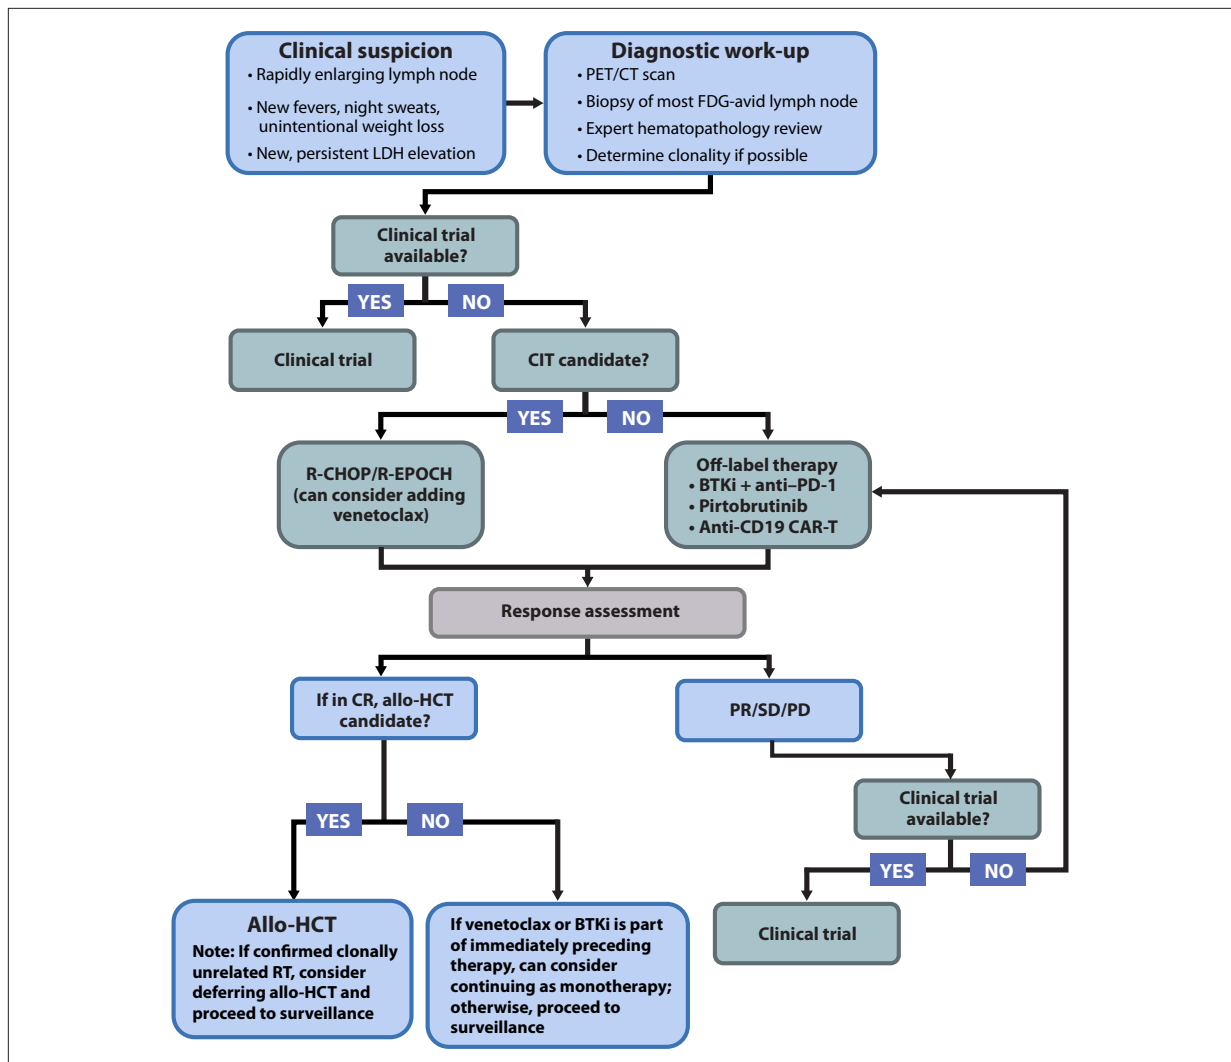 Clinical suspicion
• Rapidly enlarging lymph node
• New fevers, night sweats,
unintentional weight loss
• New, persistent LDH elevation
Diagnostic work-up
• PET/CT scan
• Biopsy of most FDG-avid lymph node
• Expert hematopathology review
• Determine clonality if possible
Clinical trial
available?
YES
NO
Clinical trial
CIT candidate?
YES
NO
R-CHOP/R-EPOCH
(can consider adding
venetoclax)
Off-label therapy
• BTKi + anti–PD-1
• Pirtobrutinib
• Anti-CD19 CAR-T
Response assessment
If in CR, allo-HCT
candidate?
PR/SD/PD
Clinical trial
available?
YES
NO
YES
NO
Allo-HCT
Note: If confirmed clonally
unrelated RT, consider
deferring allo-HCT and
proceed to surveillance
If venetoclax or BTKi is part
of immediately preceding
therapy, can consider
continuing as monotherapy;
otherwise, proceed to
surveillance
Clinical trial